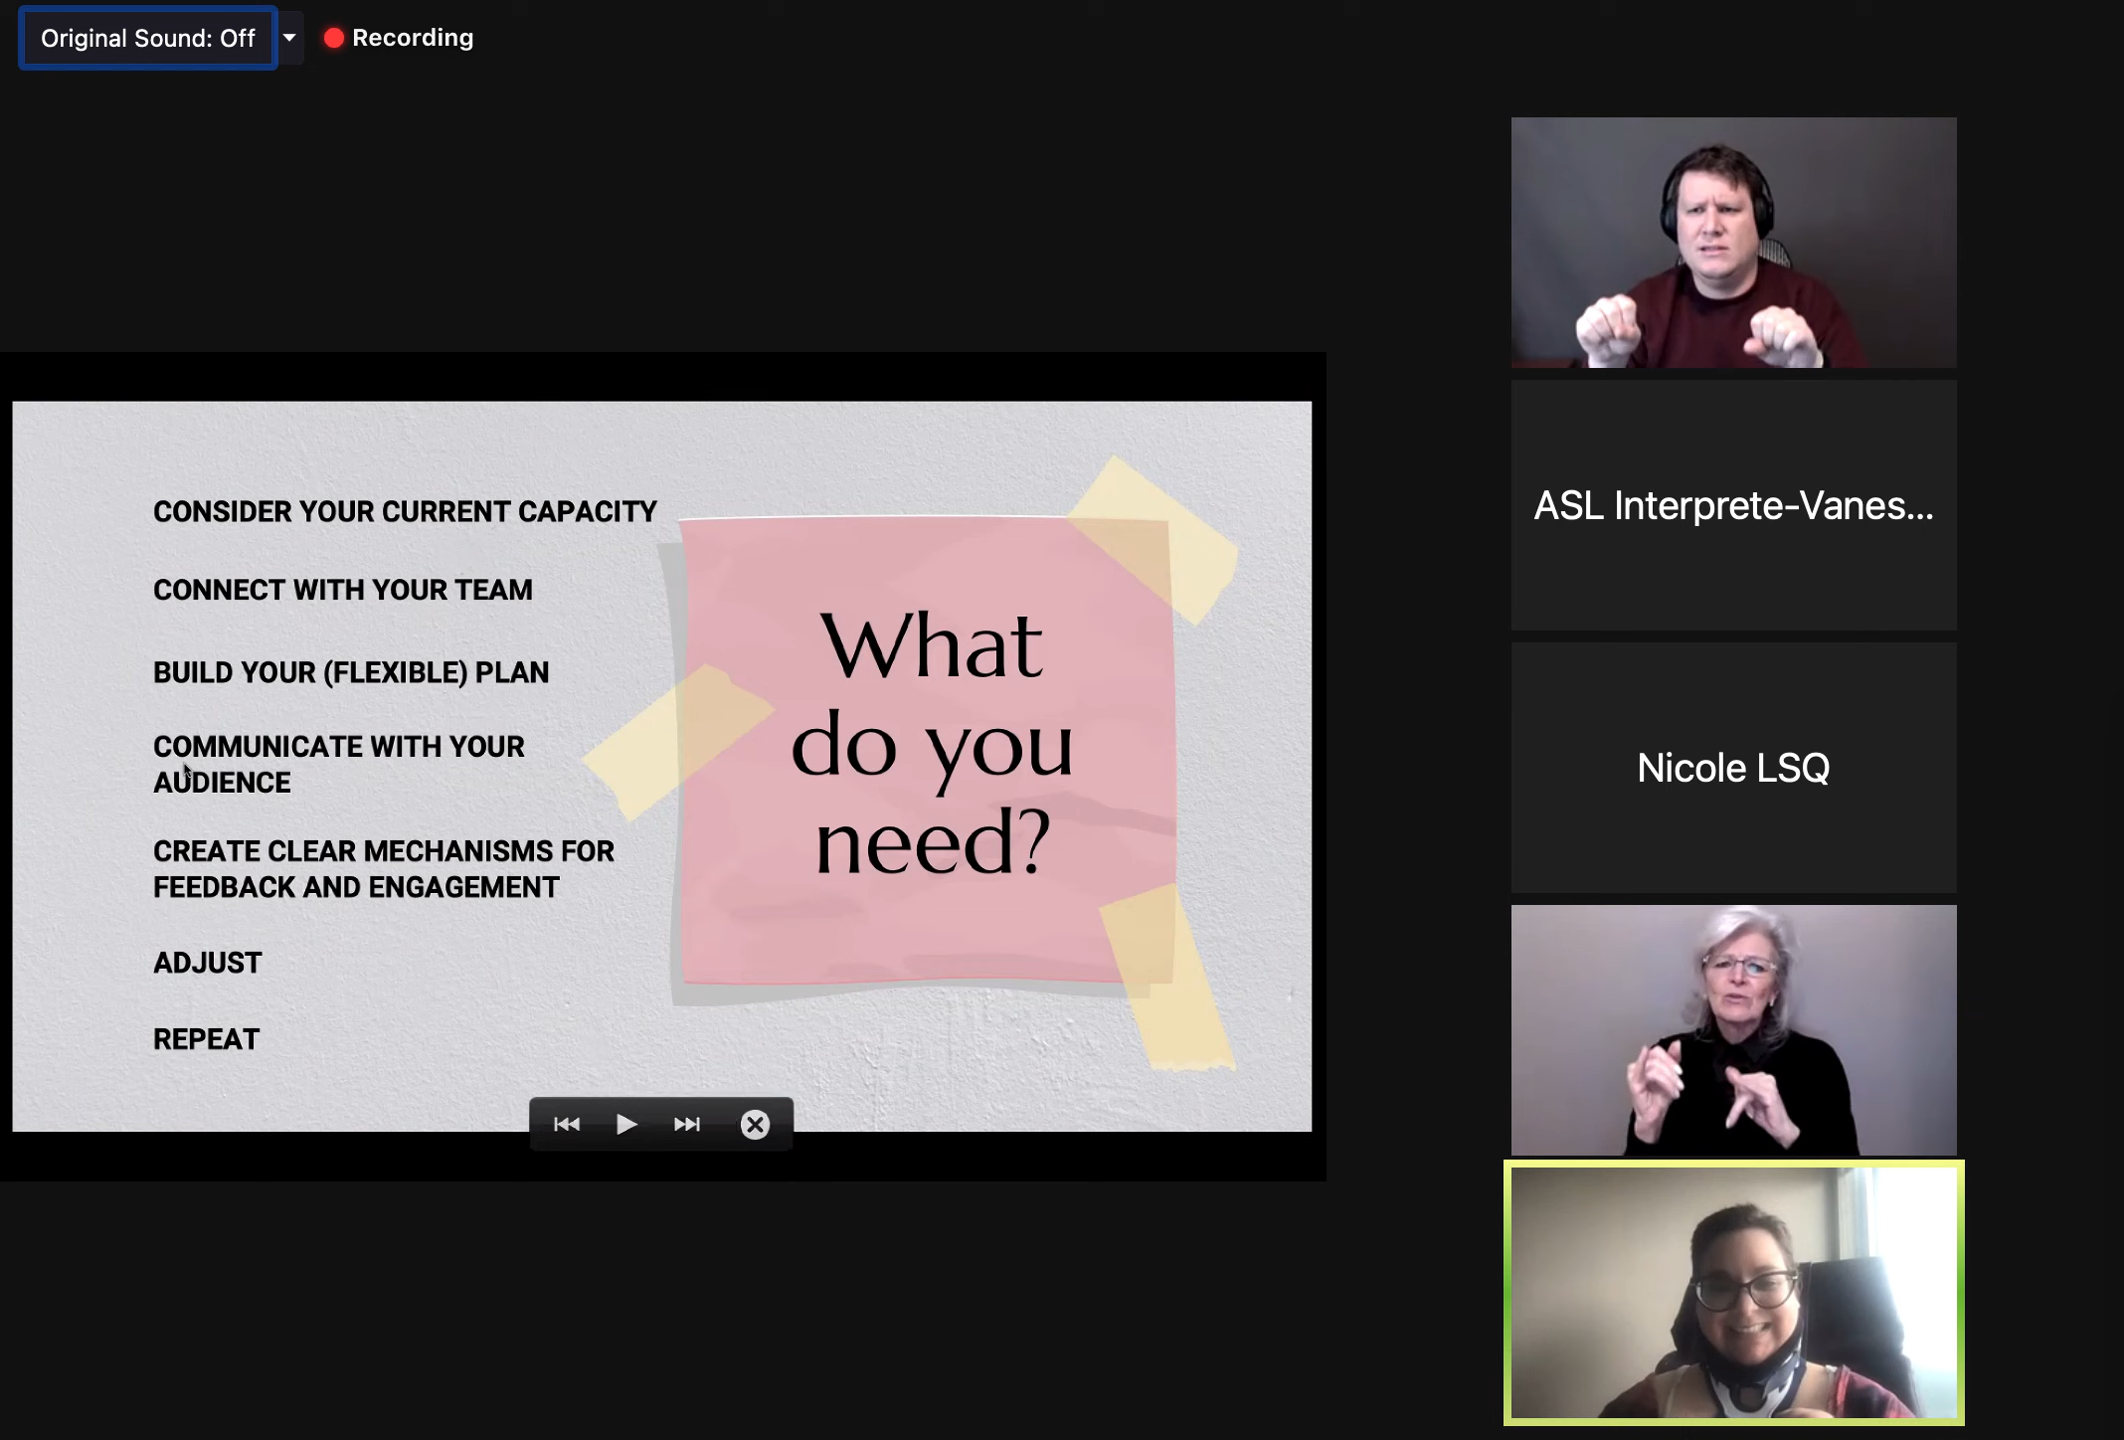 Original Sound: Off
Recording
CONSIDER YOUR CURRENT CAPACITY
CONNECT WITH YOUR TEAM
BUILD YOUR (FLEXIBLE) PLAN
COMMUNICATE WITH YOUR
AUDIENCE
CREATE CLEAR MECHANISMS FOR
FEEDBACK AND ENGAGEMENT
ADJUST
REPEAT
What
do you
need?
ASL Interprete-Vanes...
Nicole LSQ